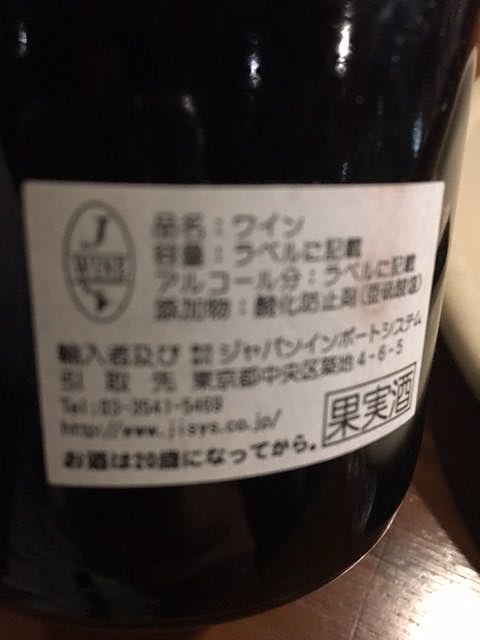 J
WINE
品名：ワイン
容量：ラベルに記載
アルコール分：ラベルに記載
添加物：酸化防止剤（亜硫酸塩）
輸入者及び 株式会社 ジャパンインポートシステム
引取先 東京都中央区築地4-6-5
Tel:03-3541-5469
http://www.jisys.co.jp/
果実酒
お酒は20歳になってから。